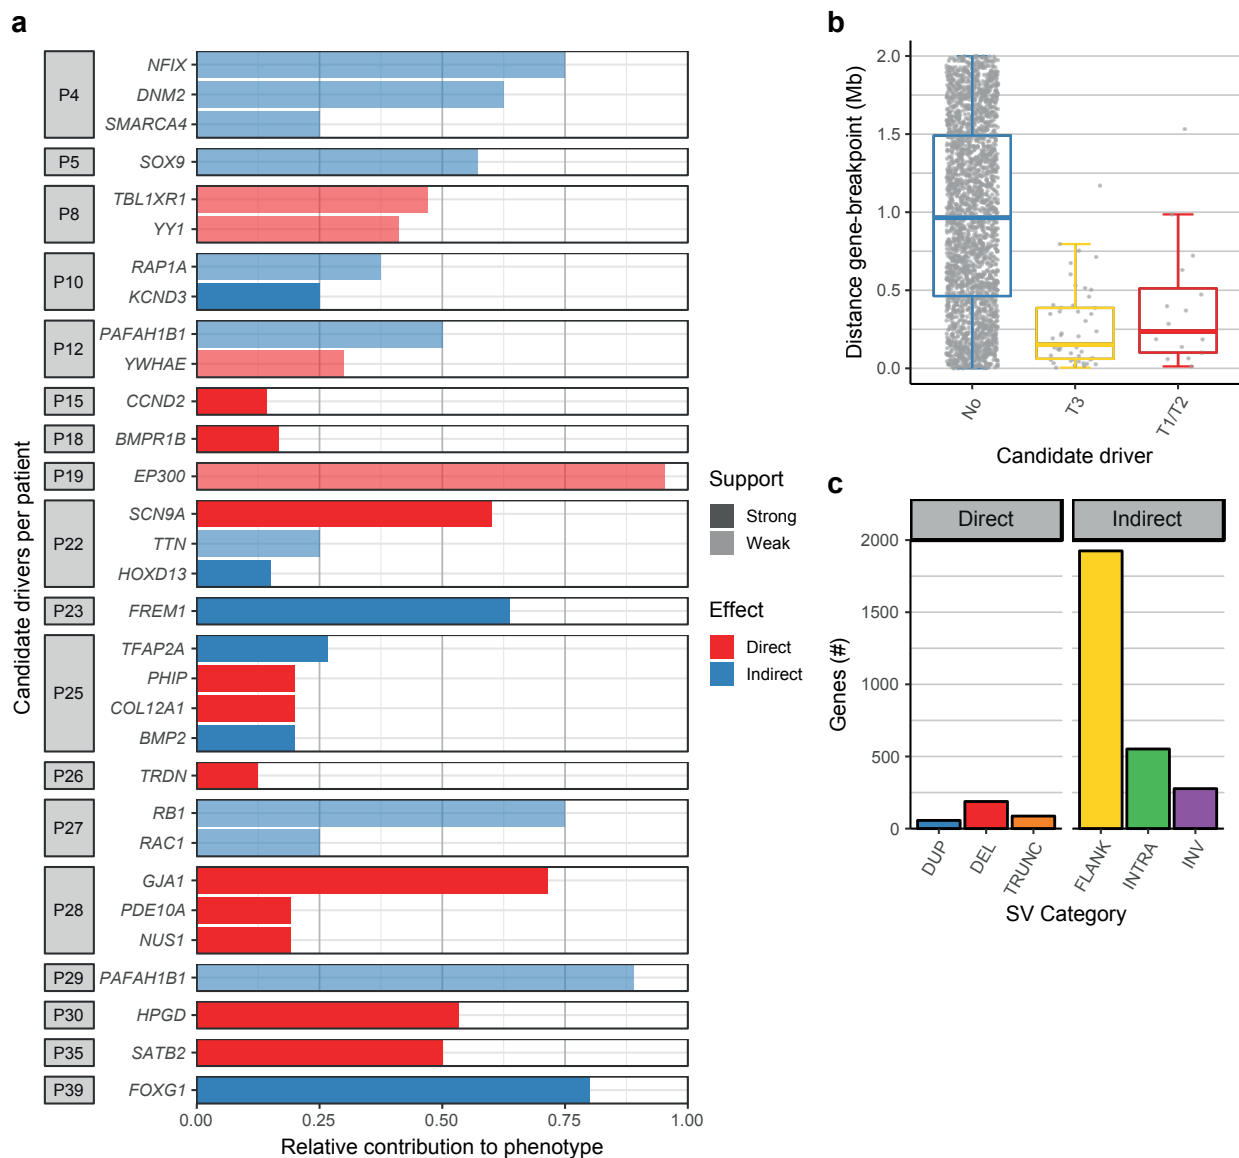 a
Candidate drivers per patient
P4
NFIX
DNM2
SMARCA4
P5
SOX9
P8
TBL1XR1
YY1
P10
RAP1A
KCND3
P12
PAFAH1B1
YWHAE
P15
CCND2
P18
BMPR1B
P19
EP300
P22
SCN9A
TTN
HOXD13
P23
FREM1
P25
TFAP2A
PHIP
COL12A1
BMP2
P26
TRDN
P27
RB1
RAC1
P28
GJA1
PDE10A
NUS1
P29
PAFAH1B1
P30
HPGD
P35
SATB2
P39
FOXG1
0.00 0.25 0.50 0.75 1.00
Relative contribution to phenotype
Support
Strong
Weak
Effect
Direct
Indirect
b
Distance gene-breakpoint (Mb)
2.0
1.5
1.0
0.5
0.0
No T3 T1/T2
Candidate driver
c
Direct Indirect
Genes (#)
2000
1500
1000
500
0
DUP DEL TRUNC FLANK INTRA INV
SV Category